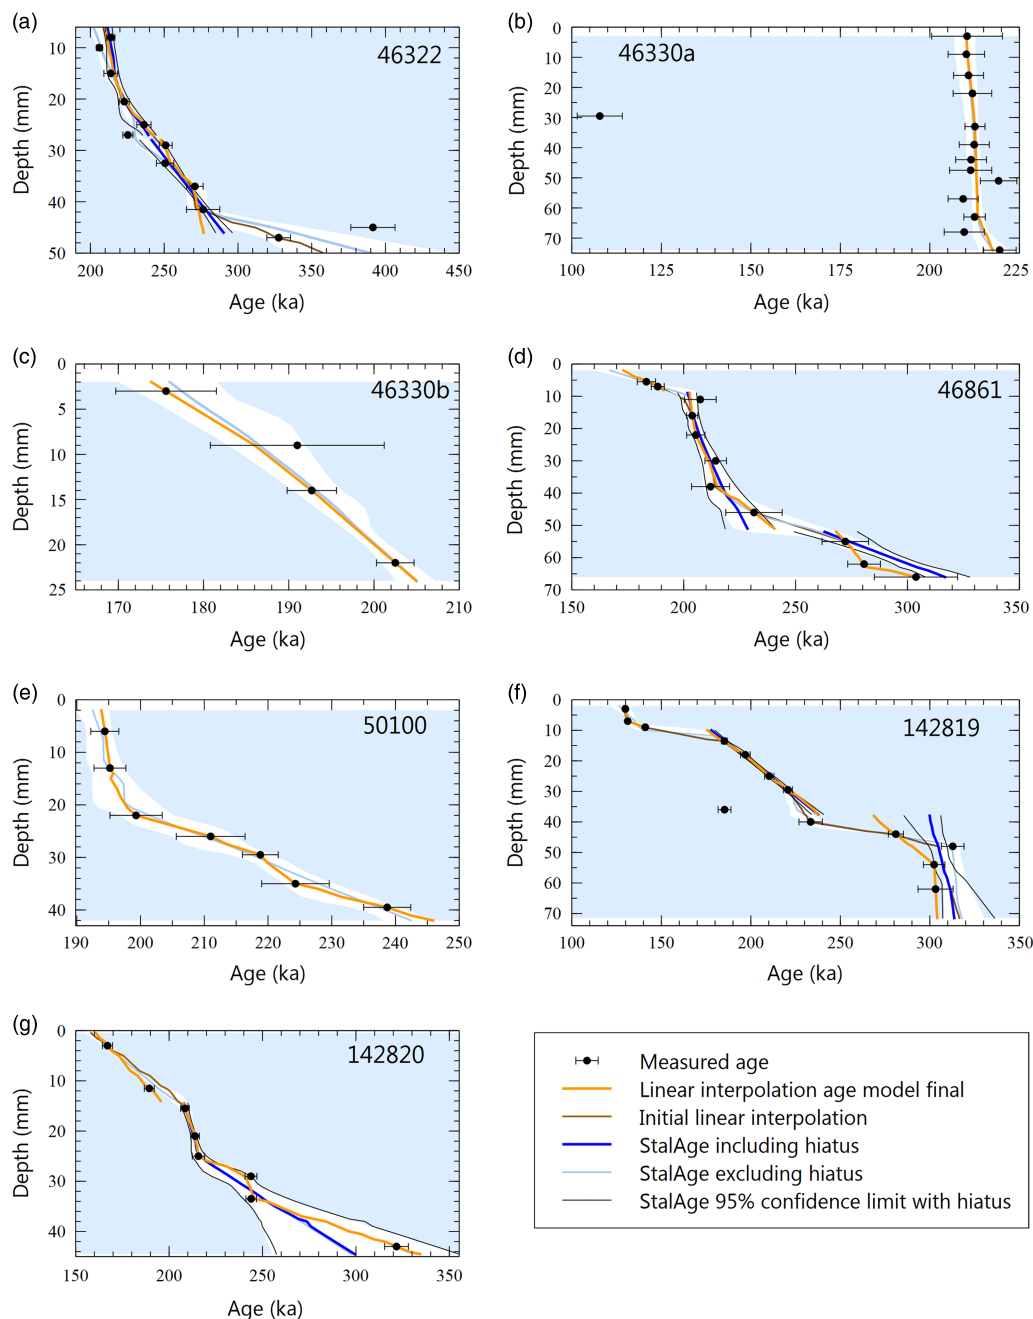 (a)
46322
10
20
30
40
50
200 250 300 350 400 450
Depth (mm)
Age (ka)
(b)
46330a
0
10
20
30
40
50
60
70
100 125 150 175 200 225
Depth (mm)
Age (ka)
(c)
46330b
0
5
10
15
20
25
170 180 190 200 210
Depth (mm)
Age (ka)
(d)
46861
0
10
20
30
40
50
60
70
150 200 250 300 350
Depth (mm)
Age (ka)
(e)
50100
0
10
20
30
40
190 200 210 220 230 240 250
Depth (mm)
Age (ka)
(f)
142819
0
10
20
30
40
50
60
70
100 150 200 250 300 350
Depth (mm)
Age (ka)
(g)
142820
0
10
20
30
40
150 200 250 300 350
Depth (mm)
Age (ka)
Measured age
Linear interpolation age model final
Initial linear interpolation
StalAge including hiatus
StalAge excluding hiatus
StalAge 95% confidence limit with hiatus